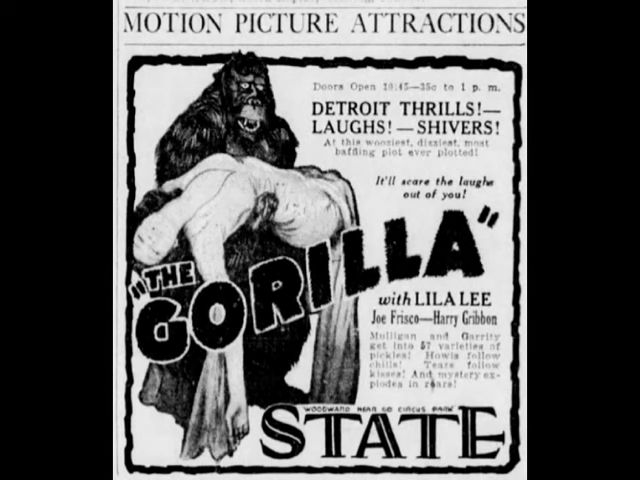 MOTION PICTURE ATTRACTIONS
Doors Open 10:45—35c to 1 p. m.
DETROIT THRILLS!—
LAUGHS!—SHIVERS!
At this wooziest, dizziest, most
baffling plot ever plotted!
It'll scare the laughs
out of you!
"THE
GORILLA"
with LILA LEE
Joe Frisco—Harry Gribbon
Mulligan and Garrity
get into 57 varieties of
pickles! Howls follow
chills! Tears follow
kisses! And mystery ex-
plodes in roars!
WOODWARD NEAR GD CIRCUS PARK
STATE